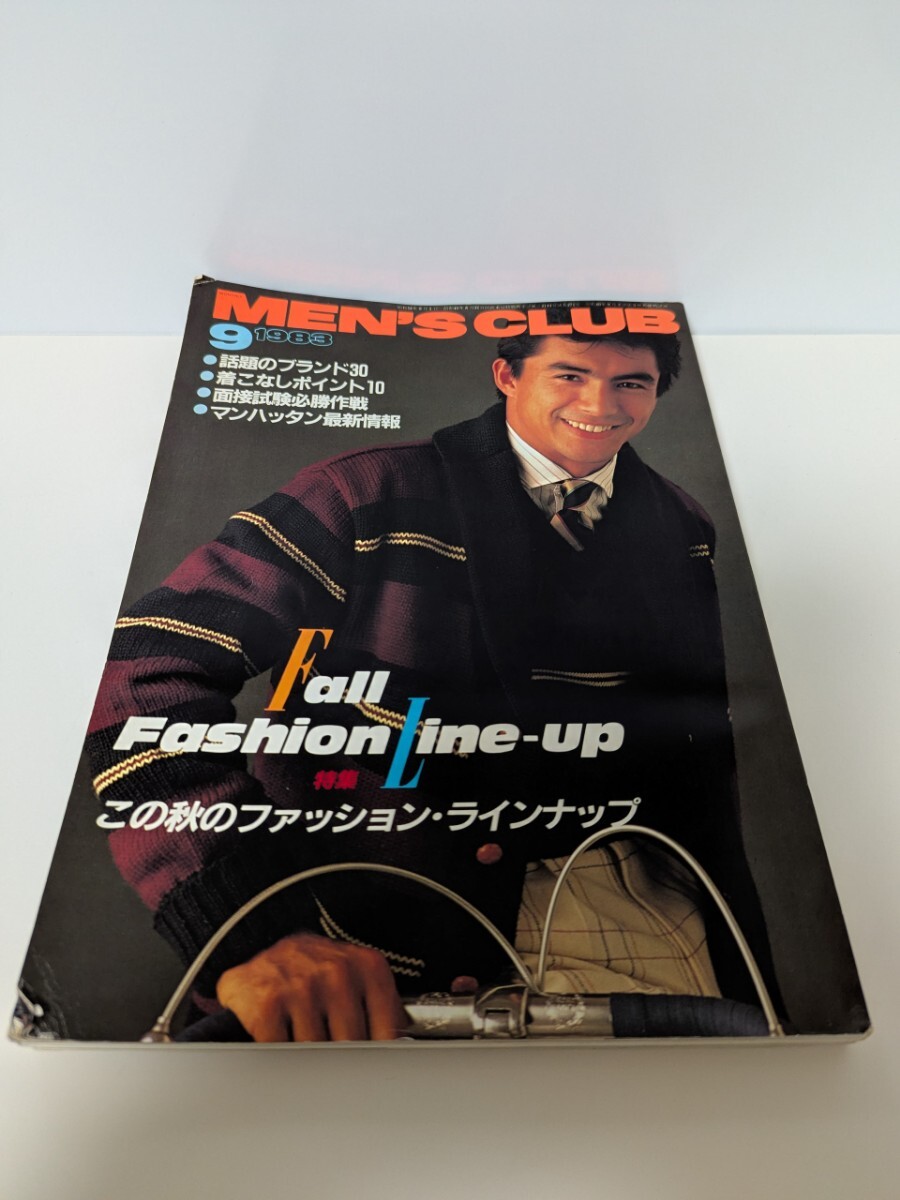 MEN'S CLUB
9 1983
●話題のブランド30
●着こなしポイント10
●面接試験必勝作戦
●マンハッタン最新情報
Fall
Fashion Line-up
特集
この秋のファッション・ラインナップ